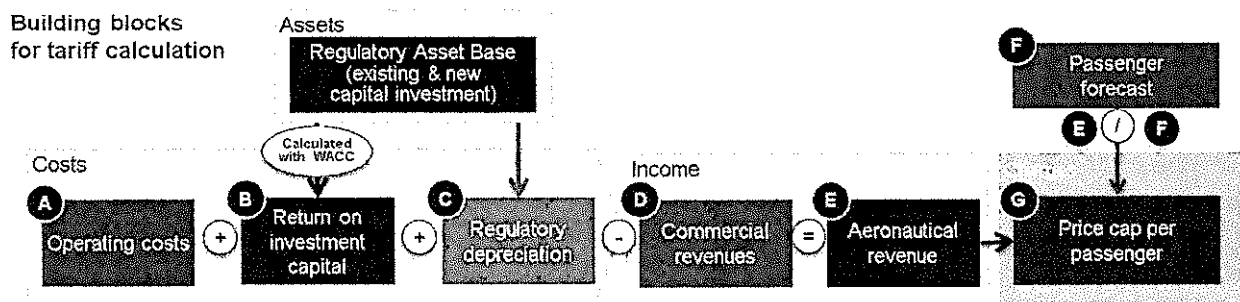 Building blocks
for tariff calculation
Assets
Regulatory Asset Base
(existing & new
capital investment)
F
Passenger
forecast
Calculated
with WACC
E / F
Costs
Income
A
Operating costs
+
B
Return on
investment
capital
+
C
Regulatory
depreciation
-
D
Commercial
revenues
=
E
Aeronautical
revenue
G
Price cap per
passenger